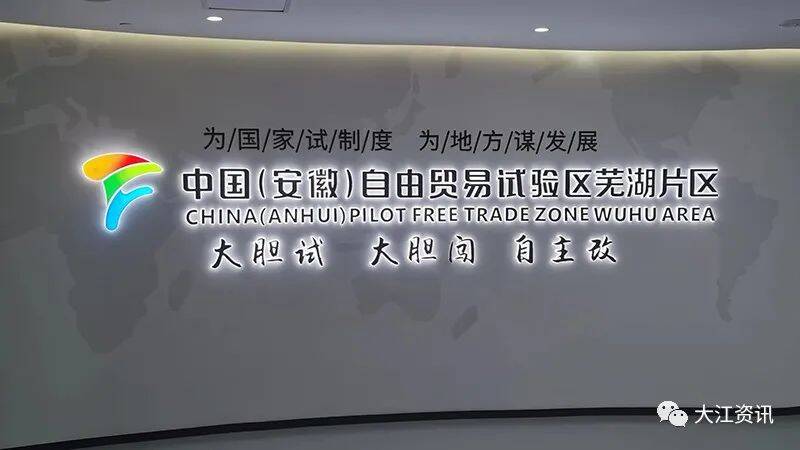 为/国/家/试/制/度 为/地/方/谋/发/展
中国(安徽)自由贸易试验区芜湖片区
CHINA(ANHUI)PILOT FREE TRADE ZONE WUHU AREA
大胆试 大胆闯 自主改
大江资讯